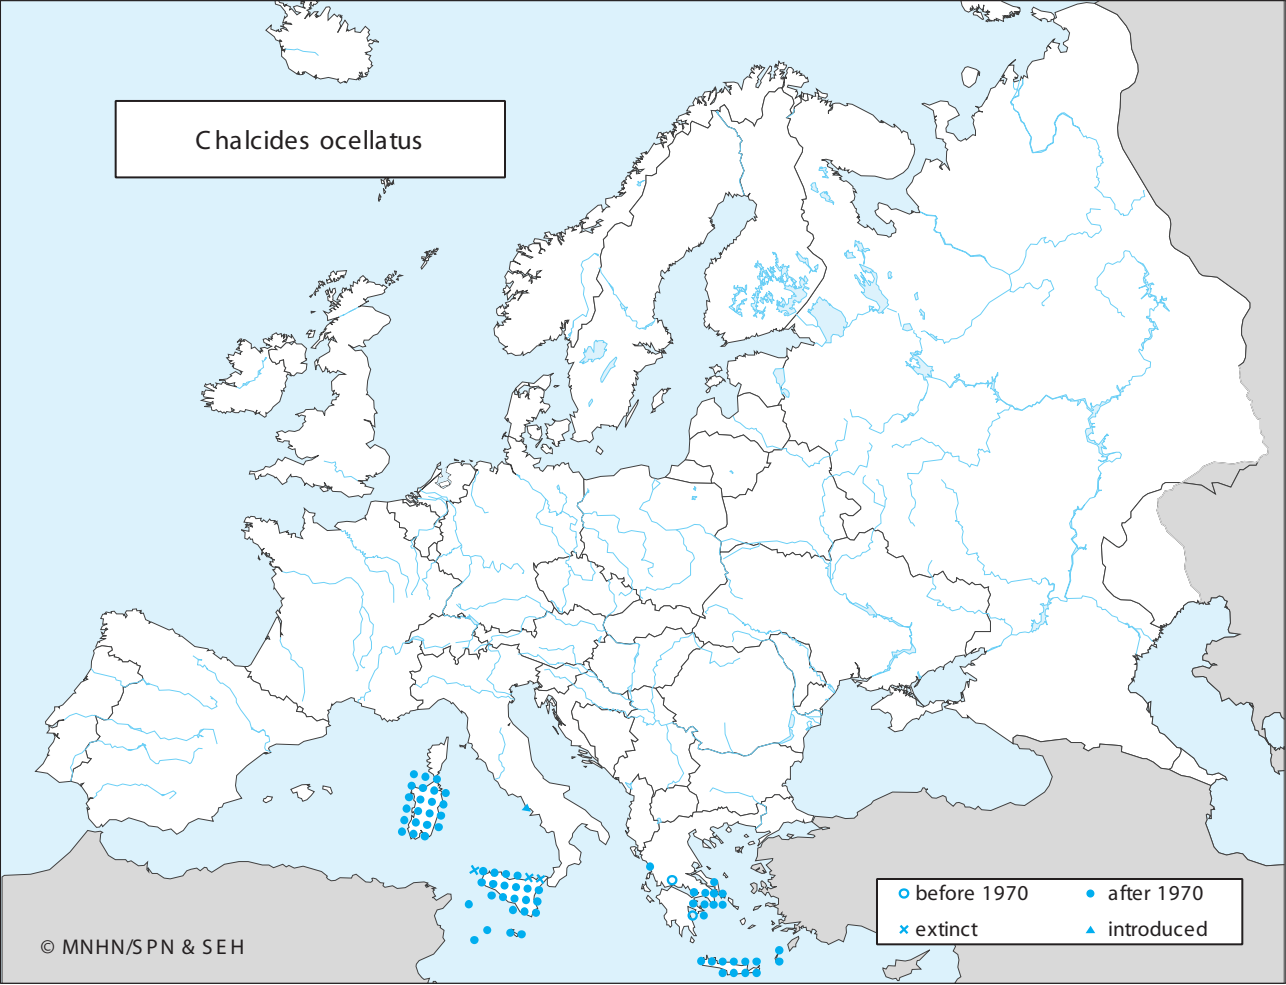 Chalcides ocellatus
before 1970
after 1970
extinct
introduced
© MNHN/SPN & SEH